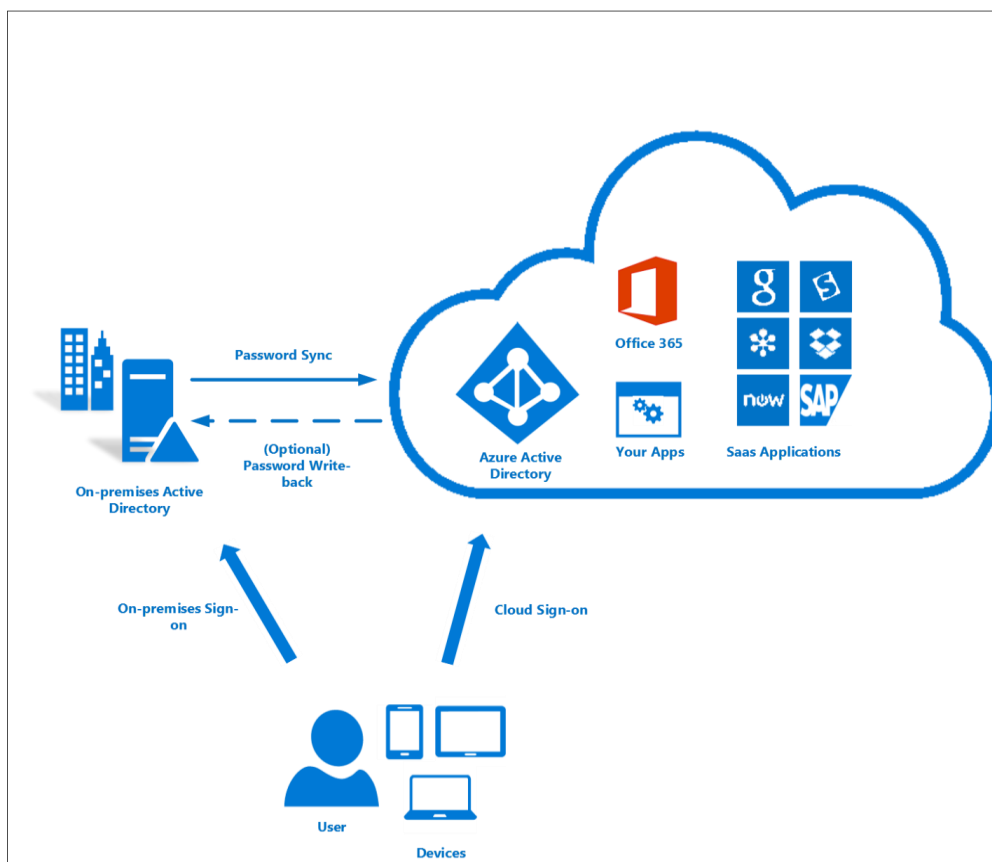 Password Sync
(Optional)
Password Write-
back
On-premises Active
Directory
Azure Active
Directory
Office 365
Your Apps
g
S
now
SAP
Saas Applications
On-premises Sign-
on
Cloud Sign-on
User
Devices